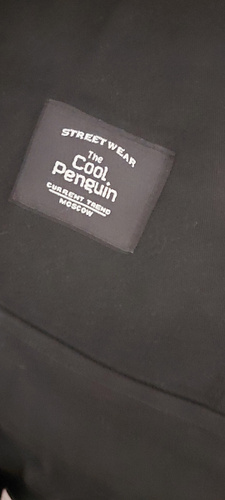 STREET WEAR
The
Cool
Penguin
CURRENT TREND
MOSCOW